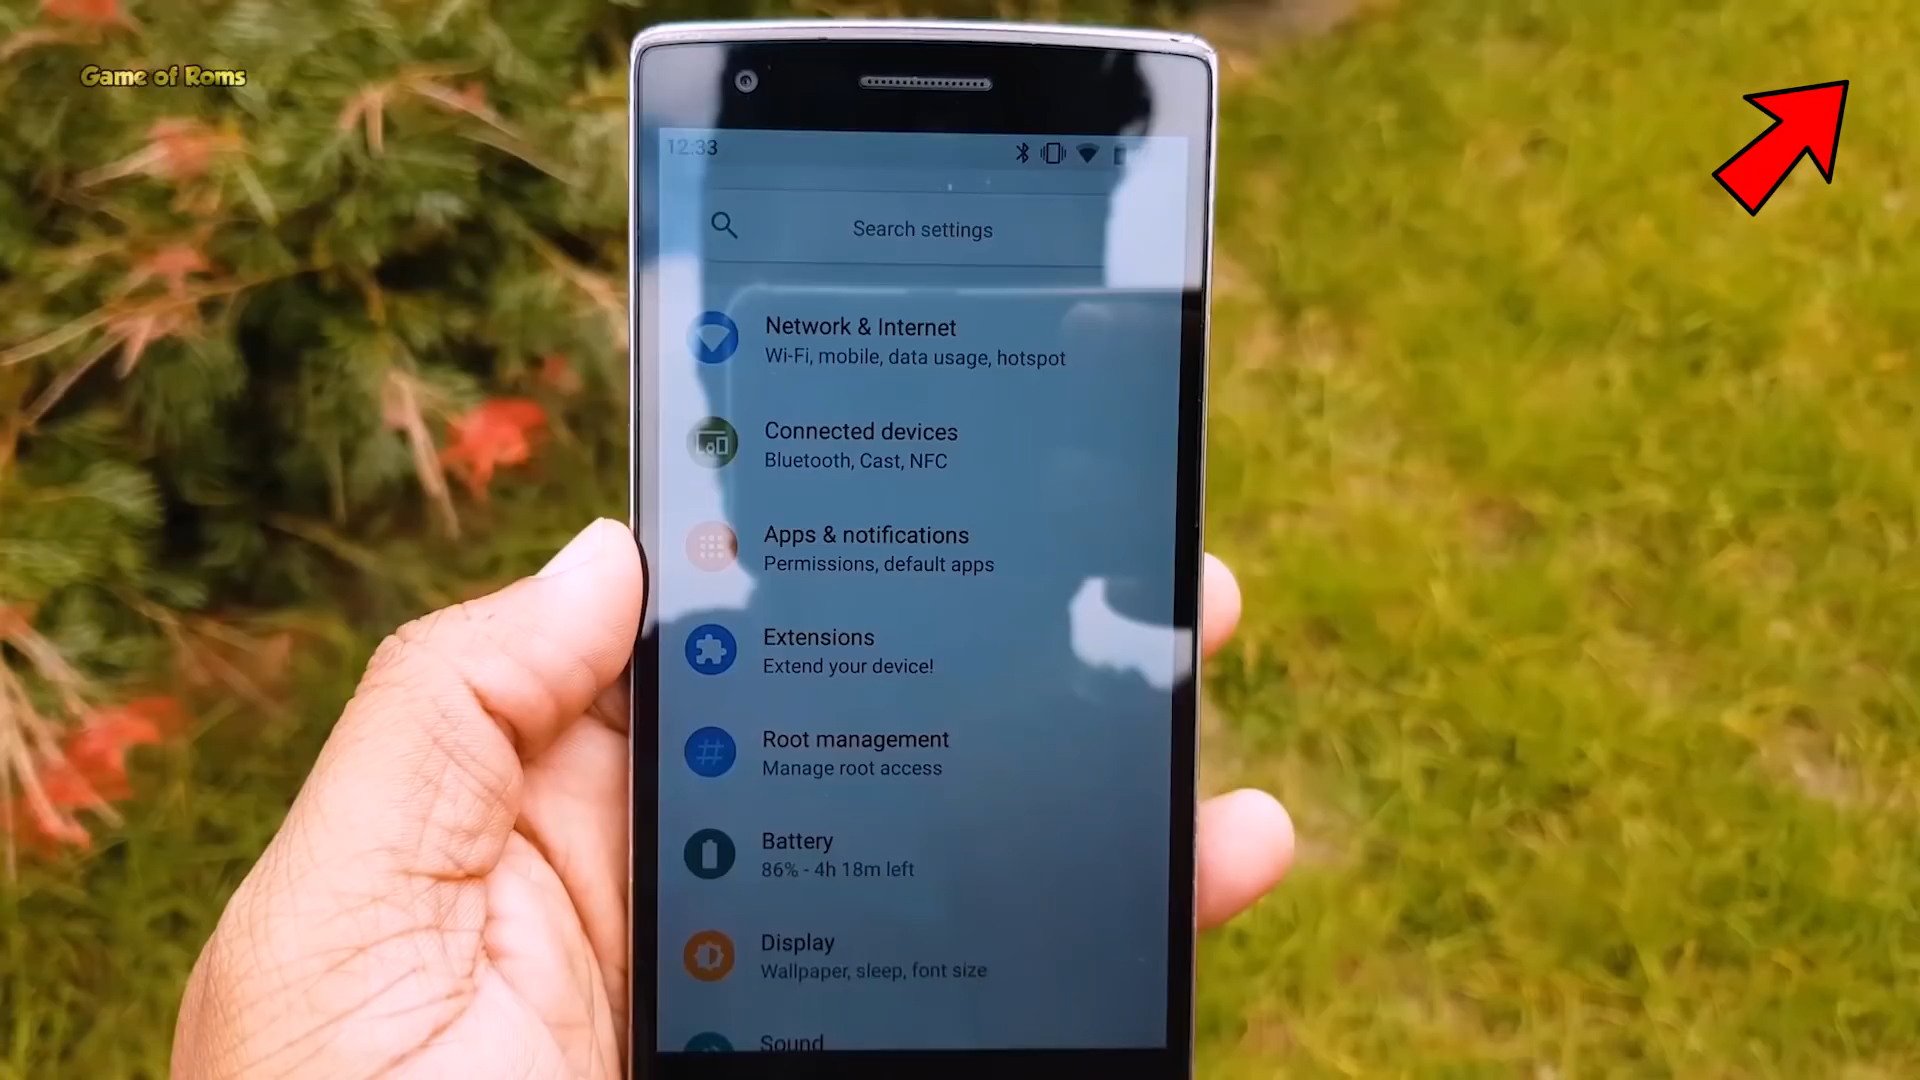 Game of Roms
12:33
Search settings
Network & Internet
Wi-Fi, mobile, data usage, hotspot
Connected devices
Bluetooth, Cast, NFC
Apps & notifications
Permissions, default apps
Extensions
Extend your device!
Root management
Manage root access
Battery
86% - 4h 18m left
Display
Wallpaper, sleep, font size
Sound